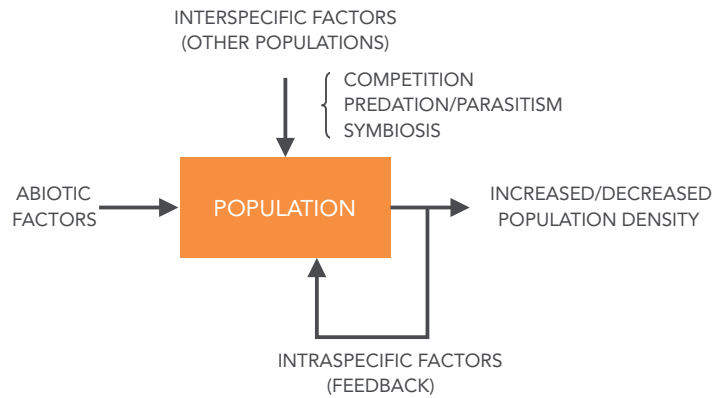 INTERSPECIFIC FACTORS
(OTHER POPULATIONS)
COMPETITION
PREDATION/PARASITISM
SYMBIOSIS
ABIOTIC
FACTORS
POPULATION
INCREASED/DECREASED
POPULATION DENSITY
INTRASPECIFIC FACTORS
(FEEDBACK)